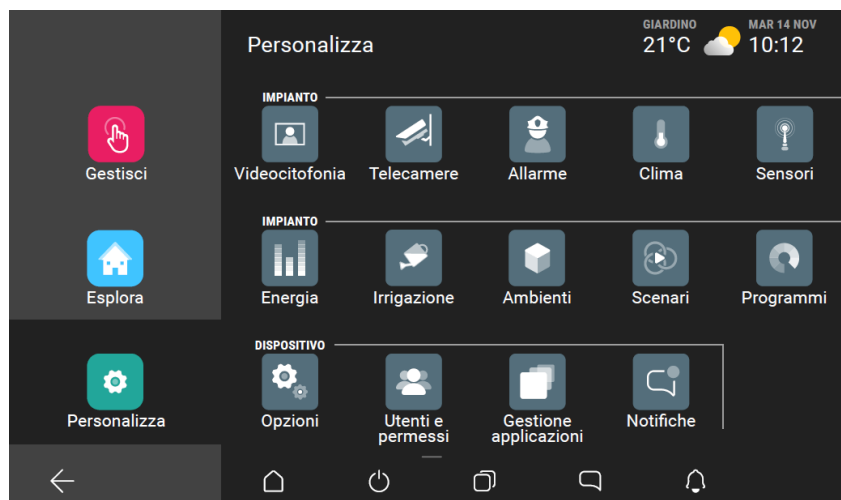 Personalizza
GIARDINO
21°C
MAR 14 NOV
10:12
IMPIANTO
Videocitofonia
Telecamere
Allarme
Clima
Sensori
IMPIANTO
Energia
Irrigazione
Ambienti
Scenari
Programmi
DISPOSITIVO
Opzioni
Utenti e
permessi
Gestione
applicazioni
Notifiche
Gestisci
Esplora
Personalizza